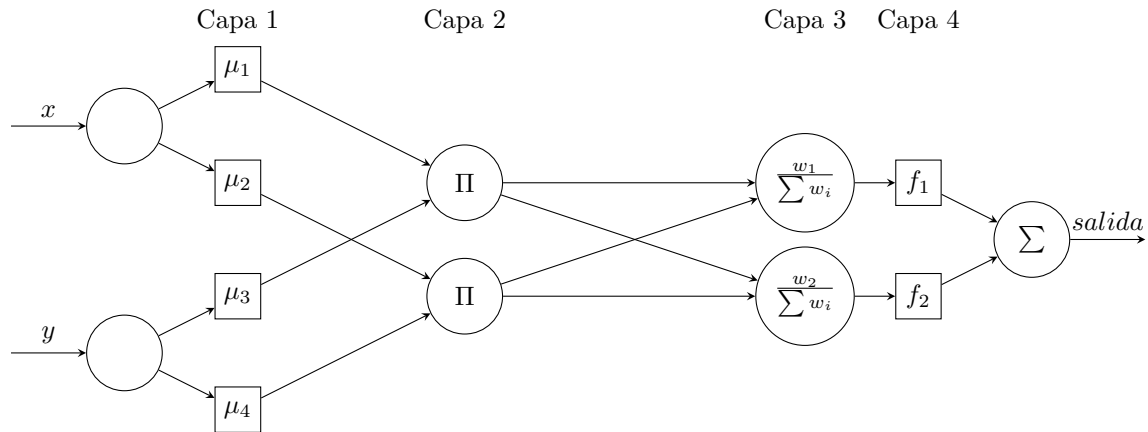 Capa 1 Capa 2 Capa 3 Capa 4
μ₁
x
μ₂
Π
w₁ / ∑ wᵢ
f₁
∑
salida
μ₃
Π
w₂ / ∑ wᵢ
f₂
y
μ₄